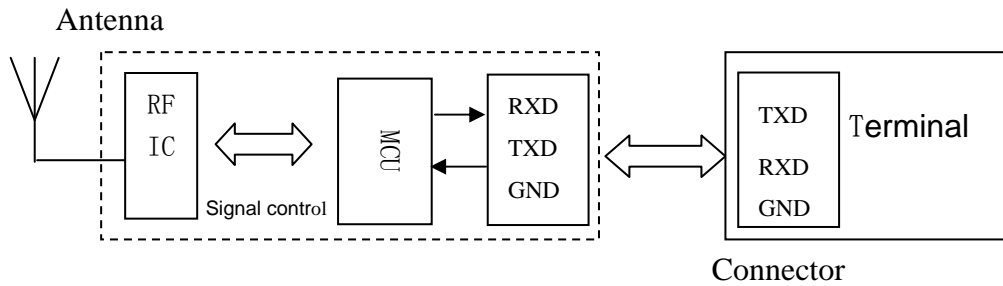 Antenna
RF
IC
Signal control
MCU
RXD
TXD
GND
TXD
RXD
GND
Terminal
Connector